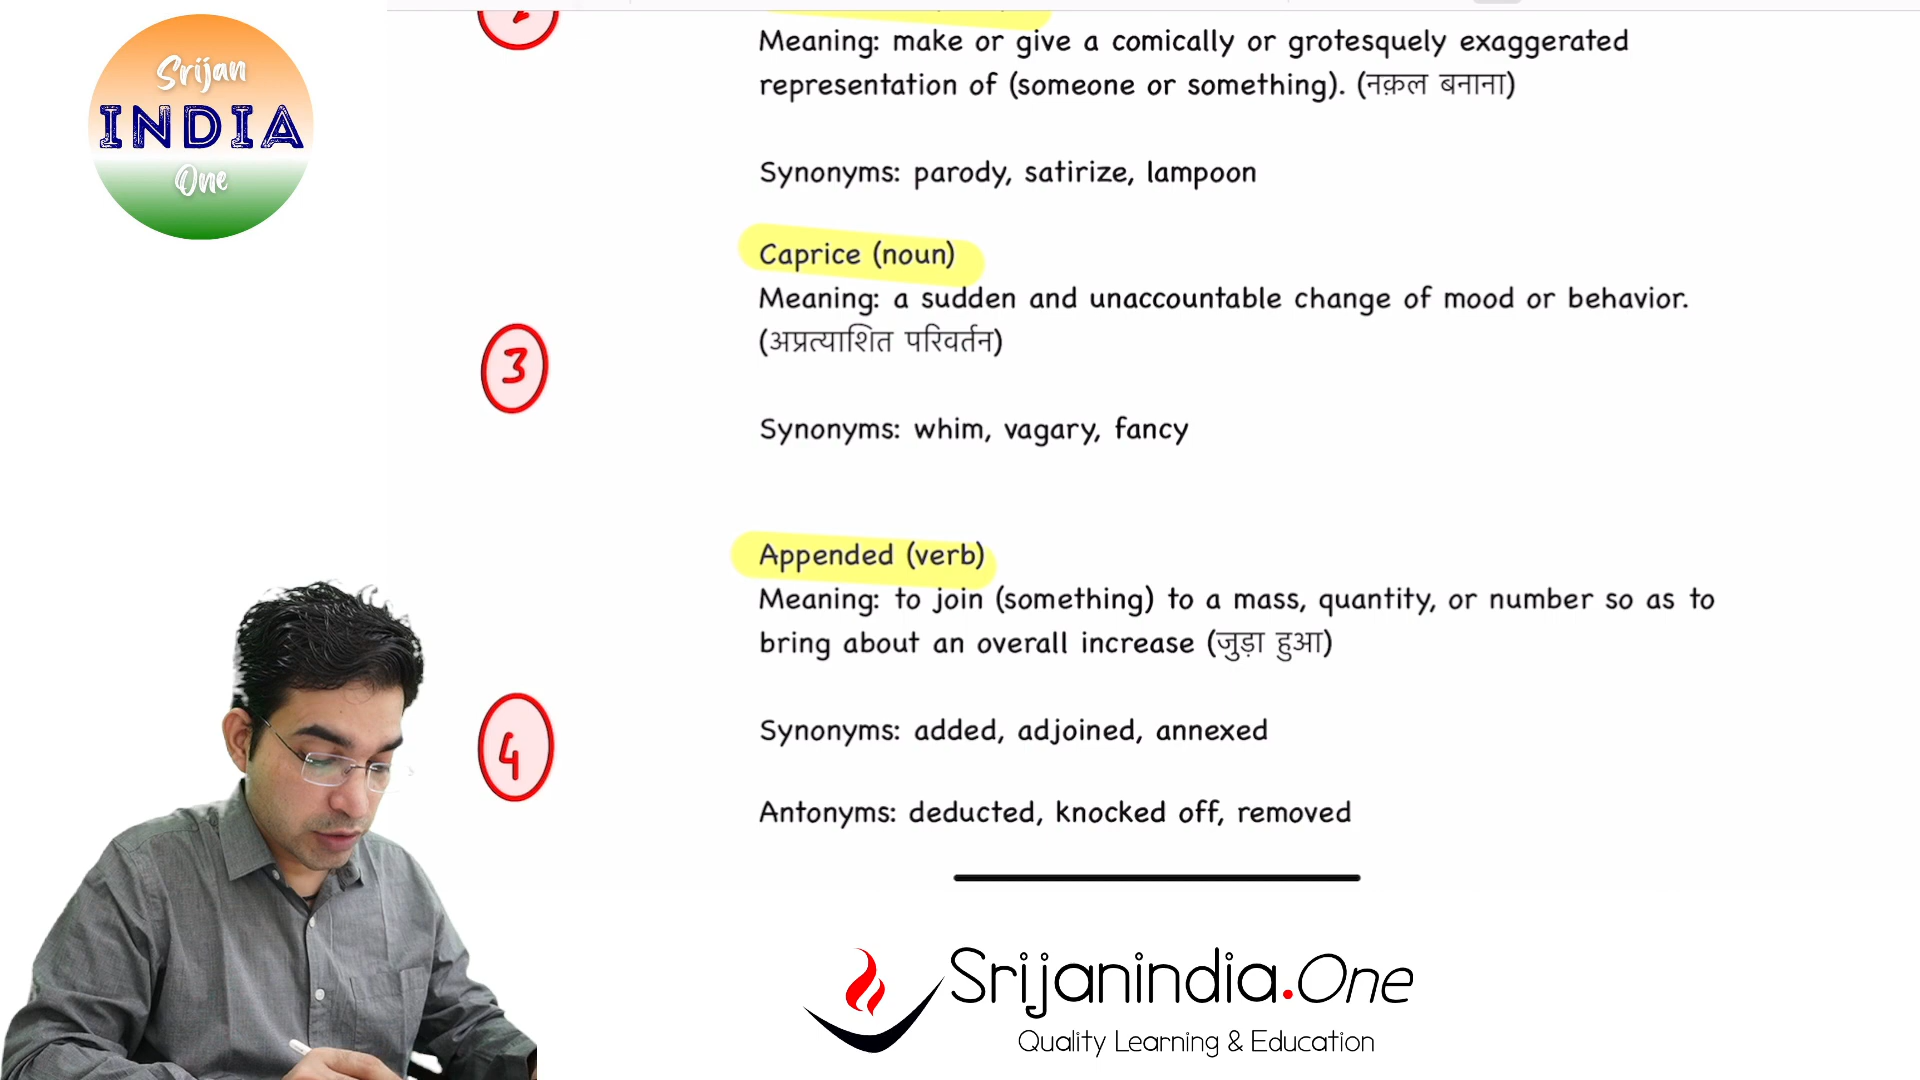 Srijan
INDIA
One
Meaning: make or give a comically or grotesquely exaggerated
representation of (someone or something). (नक़ल बनाना)
Synonyms: parody, satirize, lampoon
Caprice (noun)
Meaning: a sudden and unaccountable change of mood or behavior.
(अप्रत्याशित परिवर्तन)
3
Synonyms: whim, vagary, fancy
Appended (verb)
Meaning: to join (something) to a mass, quantity, or number so as to
bring about an overall increase (जुड़ा हुआ)
4
Synonyms: added, adjoined, annexed
Antonyms: deducted, knocked off, removed
Srijanindia.One
Quality Learning & Education